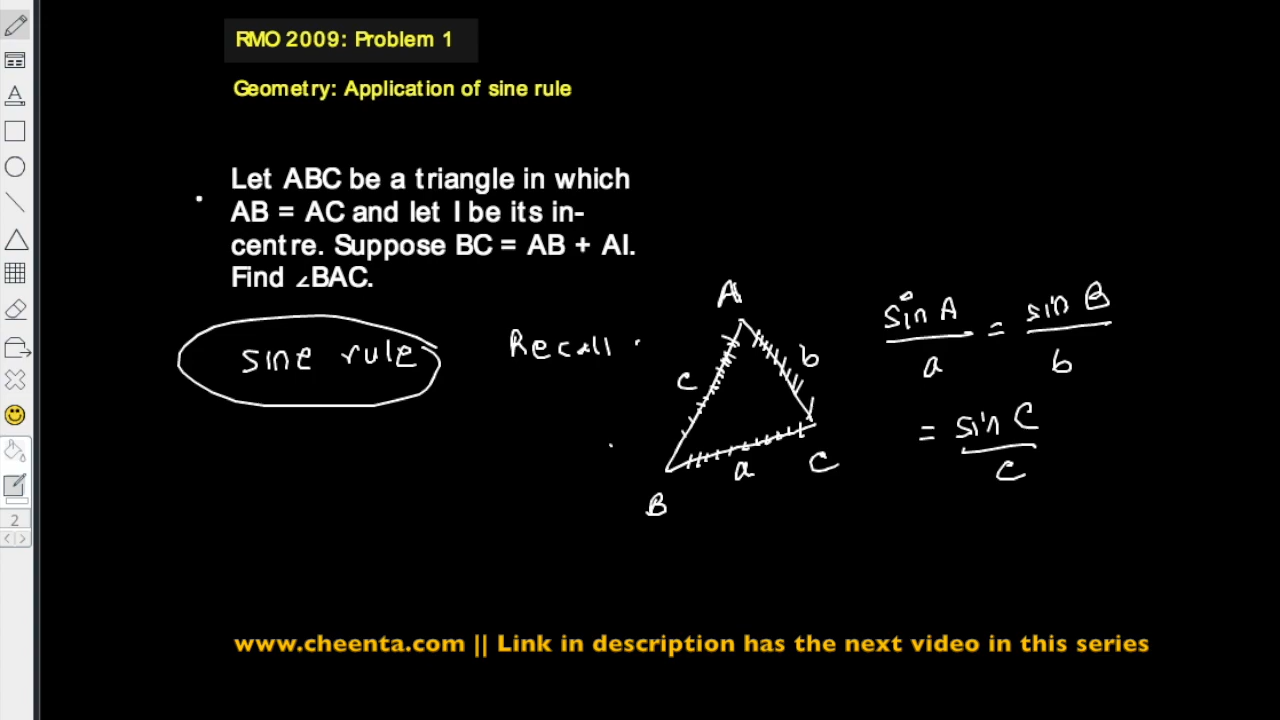 RMO 2009: Problem 1
Geometry: Application of sine rule
Let ABC be a triangle in which
AB = AC and let I be its in-
centre. Suppose BC = AB + AI.
Find ∠BAC.
sine rule
Recall
A
B
C
c
b
a
sin A / a = sin B / b
= sin C / c
2
www.cheenta.com || Link in description has the next video in this series